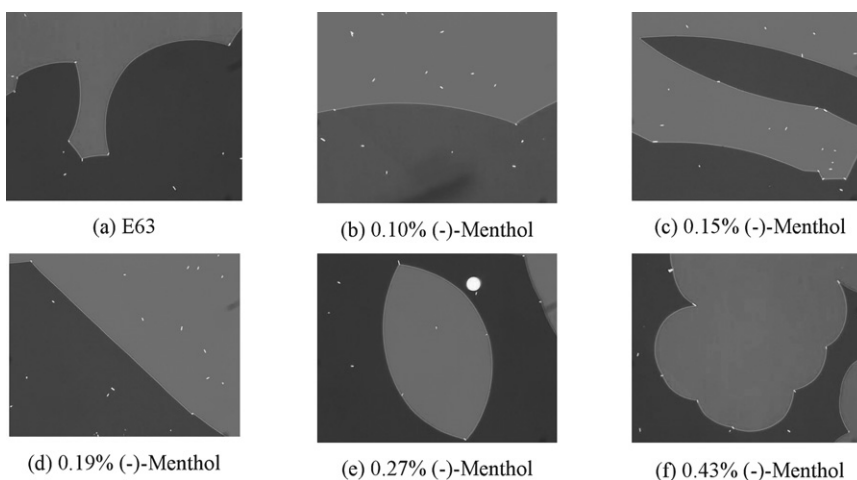 (a) E63
(b) 0.10% (-)-Menthol
(c) 0.15% (-)-Menthol
(d) 0.19% (-)-Menthol
(e) 0.27% (-)-Menthol
(f) 0.43% (-)-Menthol